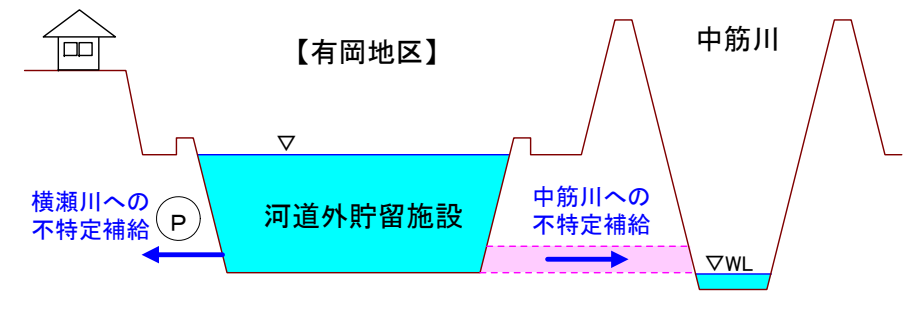 【有岡地区】
中筋川
▽
横瀬川への
不特定補給
P
河道外貯留施設
中筋川への
不特定補給
▽WL